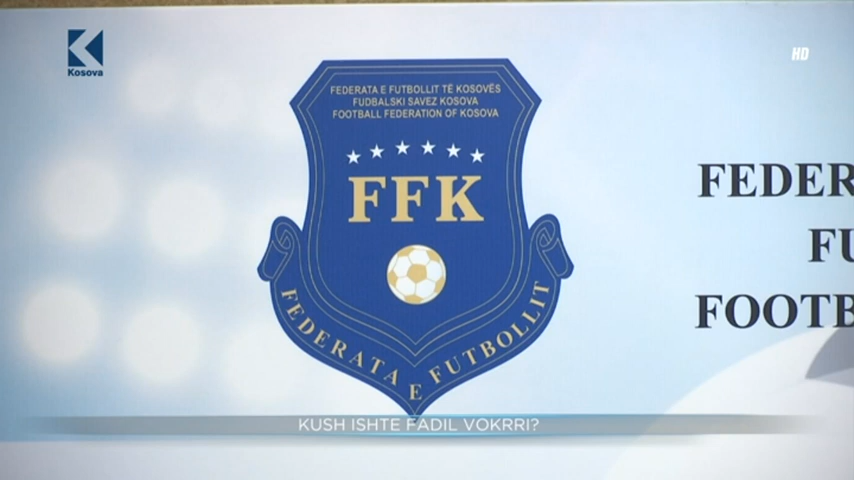 Kosova
HD
FEDERATA E FUTBOLLIT TË KOSOVËS
FUDBALSKI SAVEZ KOSOVA
FOOTBALL FEDERATION OF KOSOVA
FFK
FEDERATA E FUTBOLLIT
FEDER
FU
FOOTB
KUSH ISHTE FADIL VOKRRI?